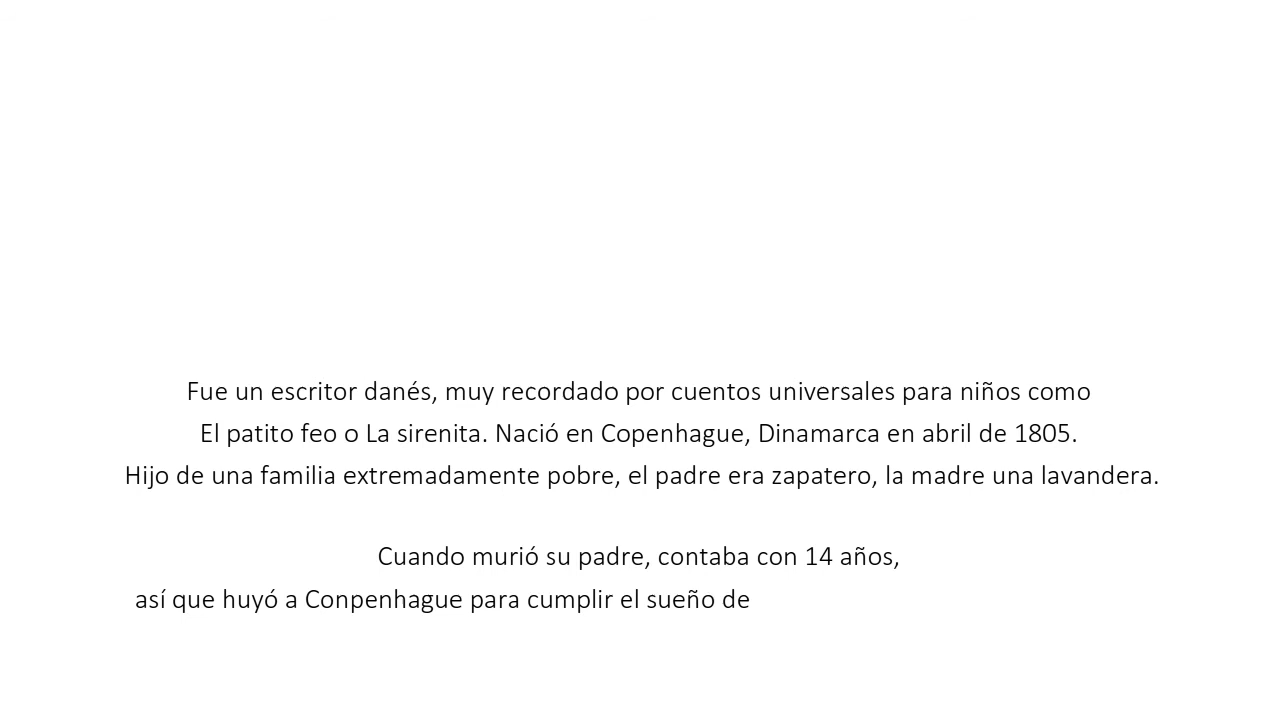 Fue un escritor danés, muy recordado por cuentos universales para niños como
El patito feo o La sirenita. Nació en Copenhague, Dinamarca en abril de 1805.
Hijo de una familia extremadamente pobre, el padre era zapatero, la madre una lavandera.
Cuando murió su padre, contaba con 14 años,
así que huyó a Conpenhague para cumplir el sueño de